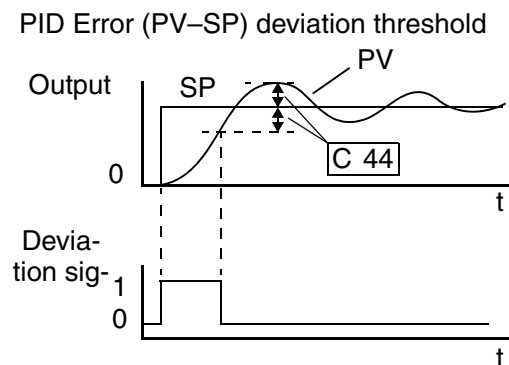 PID Error (PV–SP) deviation threshold
Output
SP
PV
C 44
0
t
Devia-
tion sig-
1
0
t